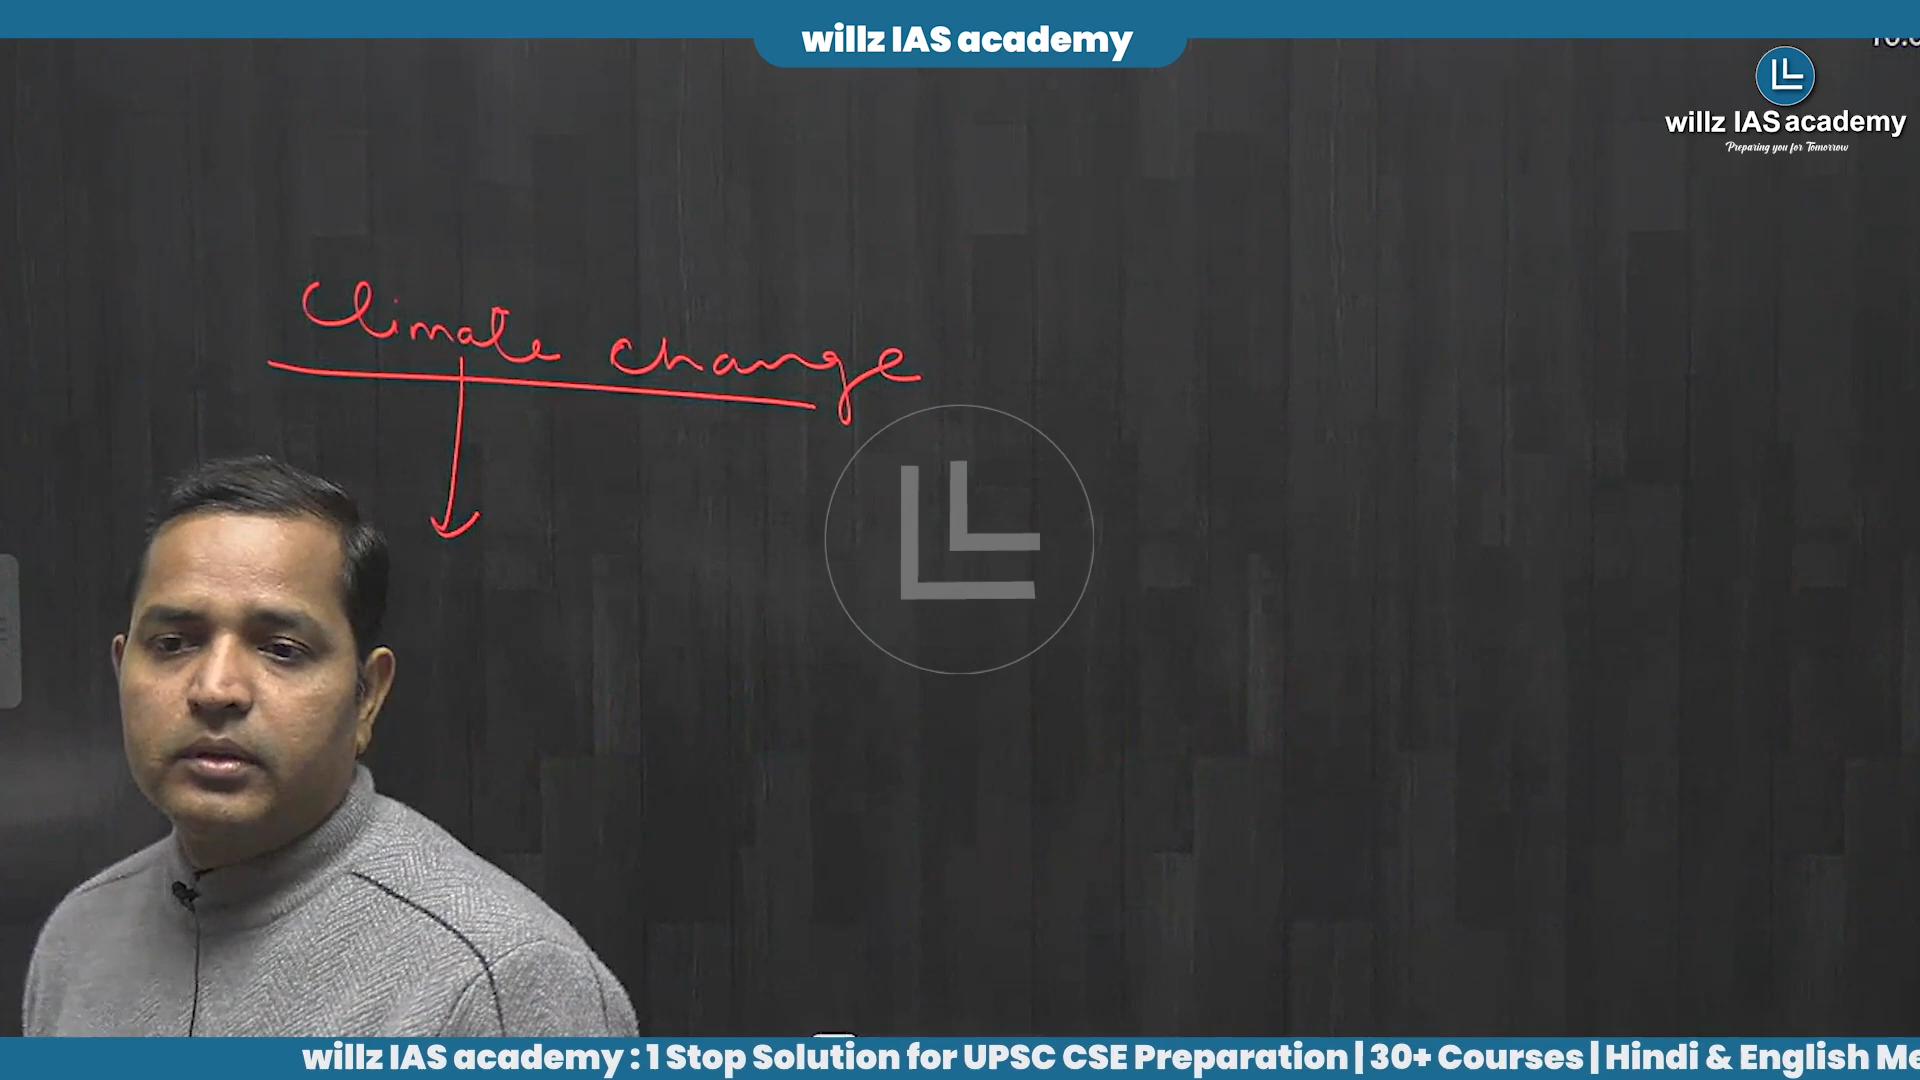 willz IAS academy
willz IAS academy
Preparing you for Tomorrow
Climate change
willz IAS academy : 1 Stop Solution for UPSC CSE Preparation | 30+ Courses | Hindi & English